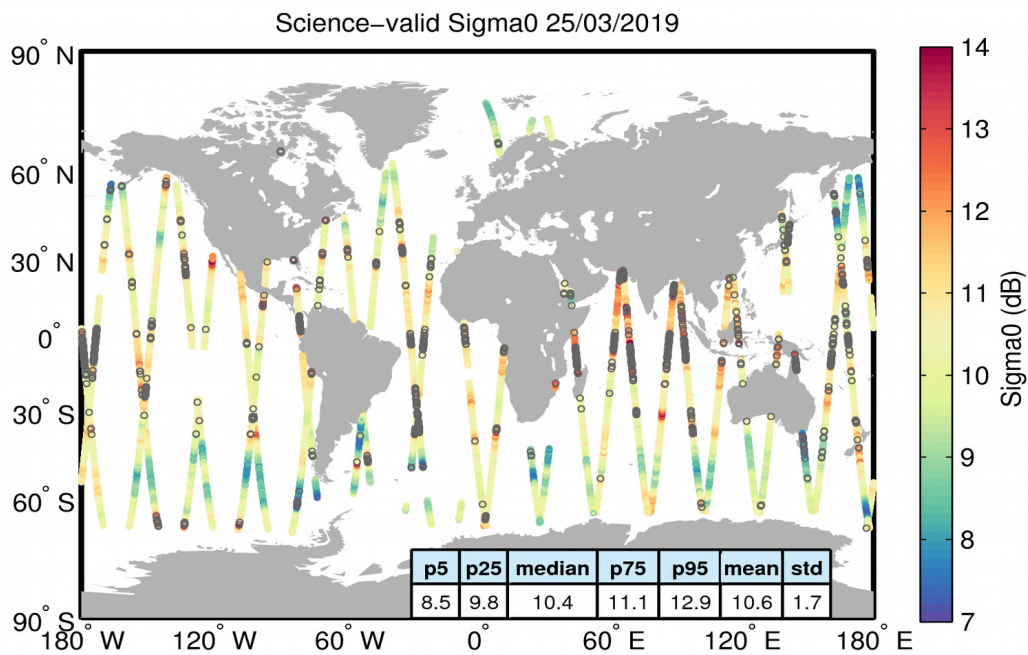 Science−valid Sigma0 25/03/2019
90° N
60° N
30° N
0°
30° S
60° S
90° S
180° W
120° W
60° W
0°
60° E
120° E
180° E
p5 p25 median p75 p95 mean std
8.5 9.8 10.4 11.1 12.9 10.6 1.7
14
13
12
11
10
9
8
7
Sigma0 (dB)